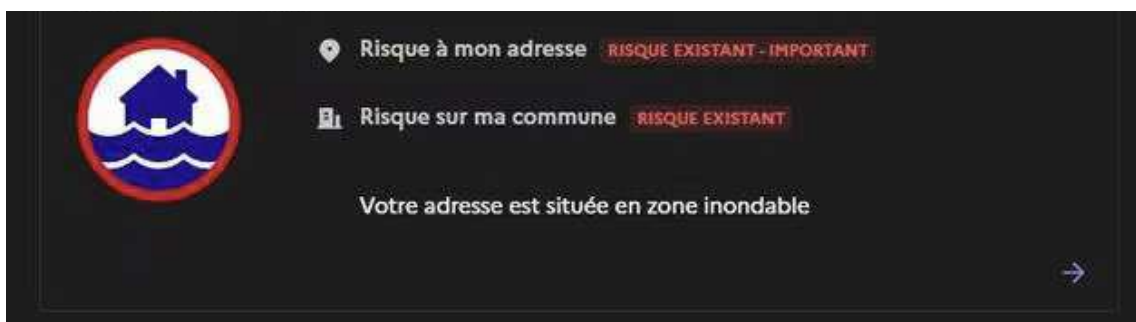 Risque à mon adresse RISQUE EXISTANT - IMPORTANT
Risque sur ma commune RISQUE EXISTANT
Votre adresse est située en zone inondable